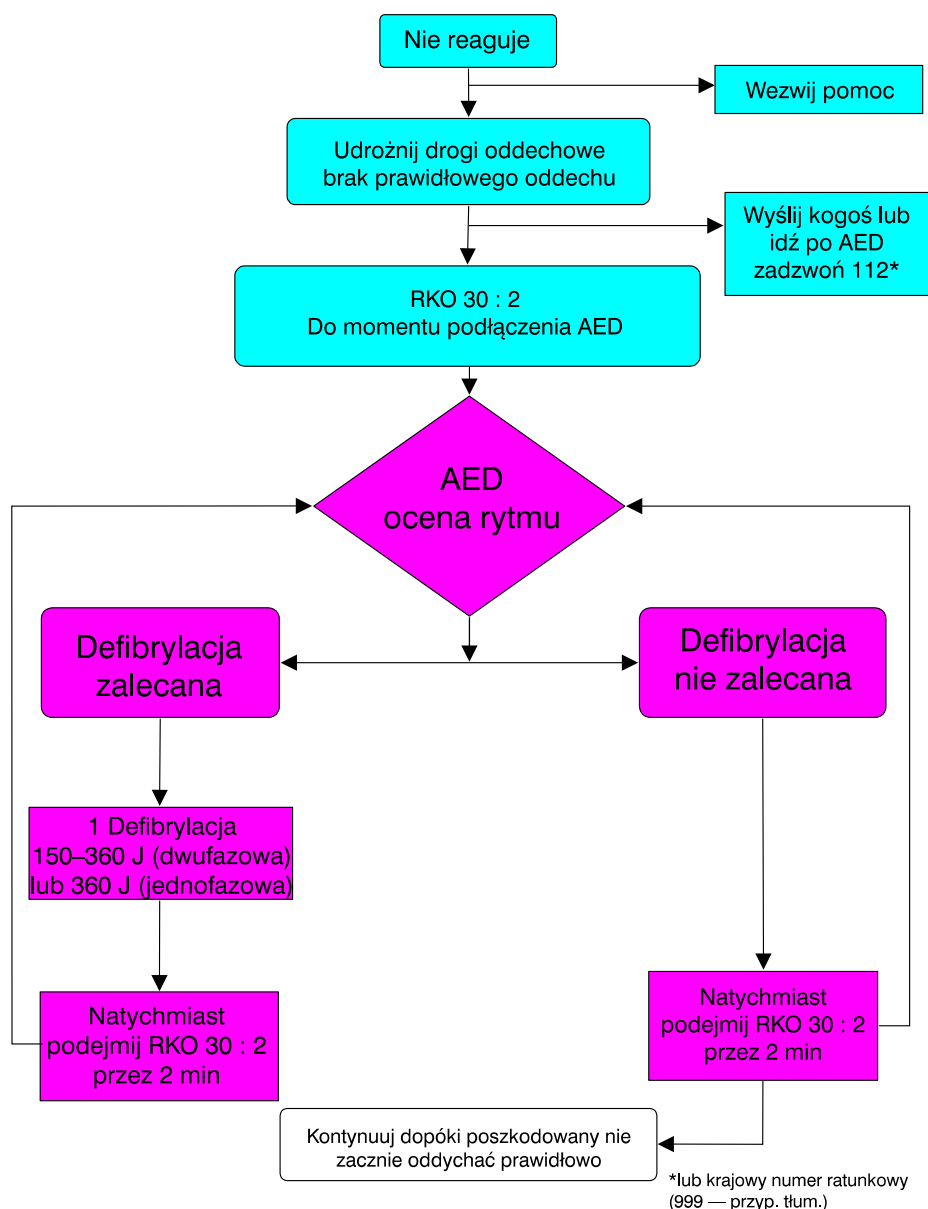 Nie reaguje
Wezwij pomoc
Udrożnij drogi oddechowe
brak prawidłowego oddechu
Wyślij kogoś lub
idź po AED
zadzwoń 112*
RKO 30 : 2
Do momentu podłączenia AED
AED
ocena rytmu
Defibrylacja
zalecana
Defibrylacja
nie zalecana
1 Defibrylacja
150–360 J (dwufazowa)
lub 360 J (jednofazowa)
Natychmiast
podejmij RKO 30 : 2
przez 2 min
Natychmiast
podejmij RKO 30 : 2
przez 2 min
Kontynuuj dopóki poszkodowany nie
zacznie oddychać prawidłowo
*lub krajowy numer ratunkowy
(999 — przyp. tłum.)